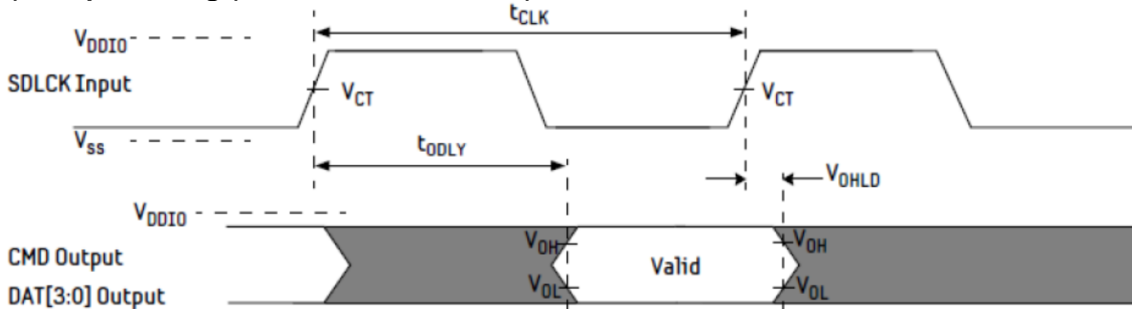 tCLK
VDDIO
SDLCK Input
VCT VCT
Vss
tODLY
VOHLD
VDDIO
VOH VOH
CMD Output
Valid
VOL VOL
DAT[3:0] Output